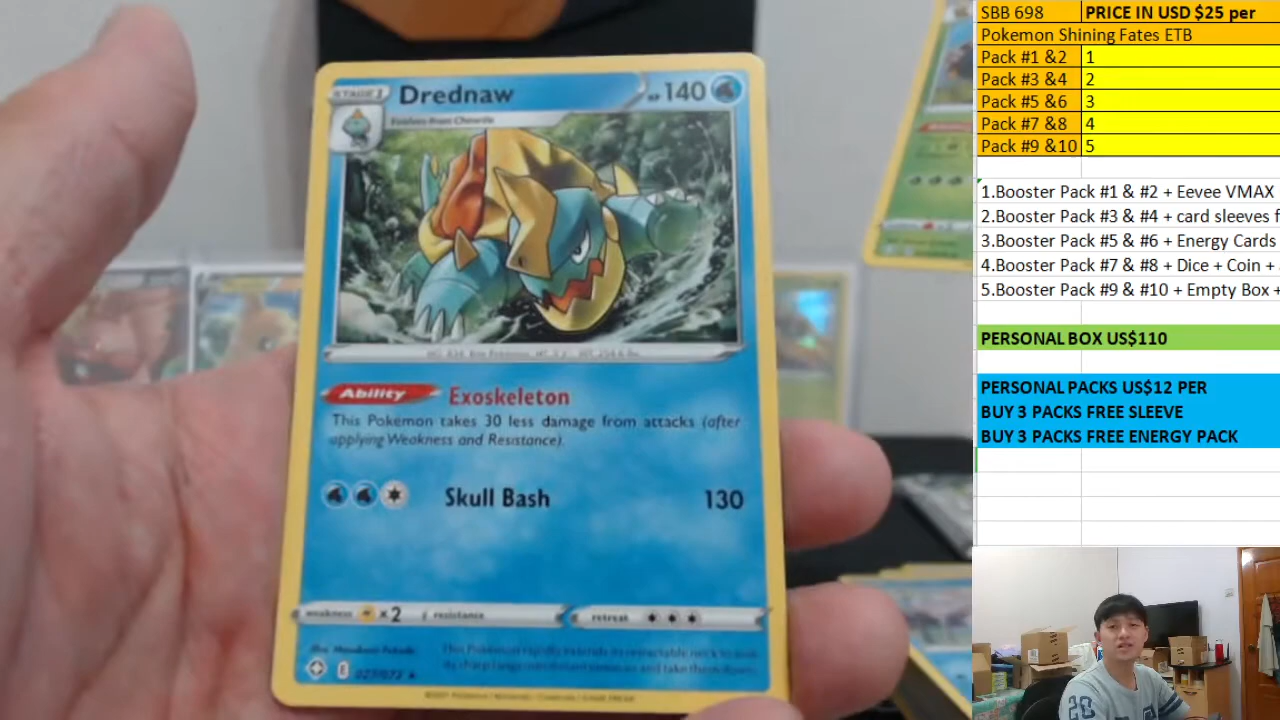 STAGE 1
Drednaw
HP 140
Evolves from Chewtle
Ability Exoskeleton
This Pokémon takes 30 less damage from attacks (after
applying Weakness and Resistance).
Skull Bash 130
weakness ×2 resistance retreat
027/073
SBB 698 PRICE IN USD $25 per
Pokemon Shining Fates ETB
Pack #1 &2 1
Pack #3 &4 2
Pack #5 &6 3
Pack #7 &8 4
Pack #9 &10 5
1.Booster Pack #1 & #2 + Eevee VMAX
2.Booster Pack #3 & #4 + card sleeves f
3.Booster Pack #5 & #6 + Energy Cards
4.Booster Pack #7 & #8 + Dice + Coin +
5.Booster Pack #9 & #10 + Empty Box +
PERSONAL BOX US$110
PERSONAL PACKS US$12 PER
BUY 3 PACKS FREE SLEEVE
BUY 3 PACKS FREE ENERGY PACK
20